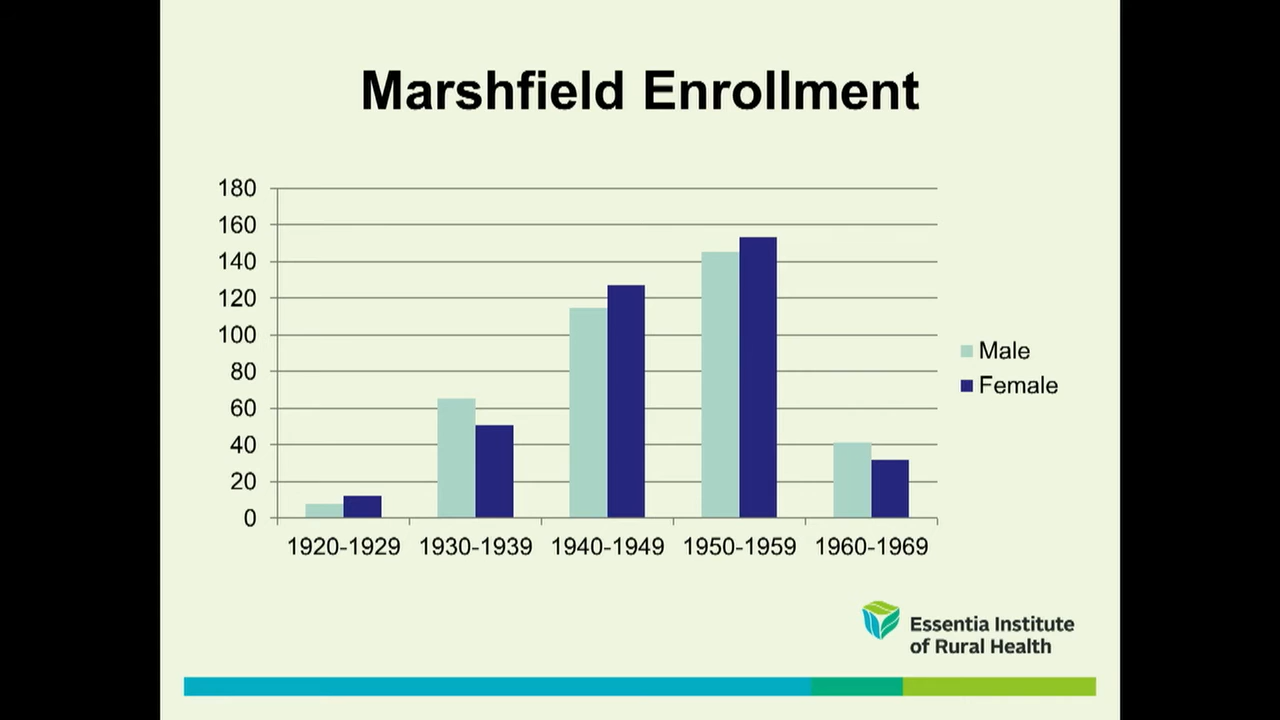 Marshfield Enrollment
180
160
140
120
100
80
60
40
20
0
1920-1929 1930-1939 1940-1949 1950-1959 1960-1969
Male
Female
Essentia Institute
of Rural Health